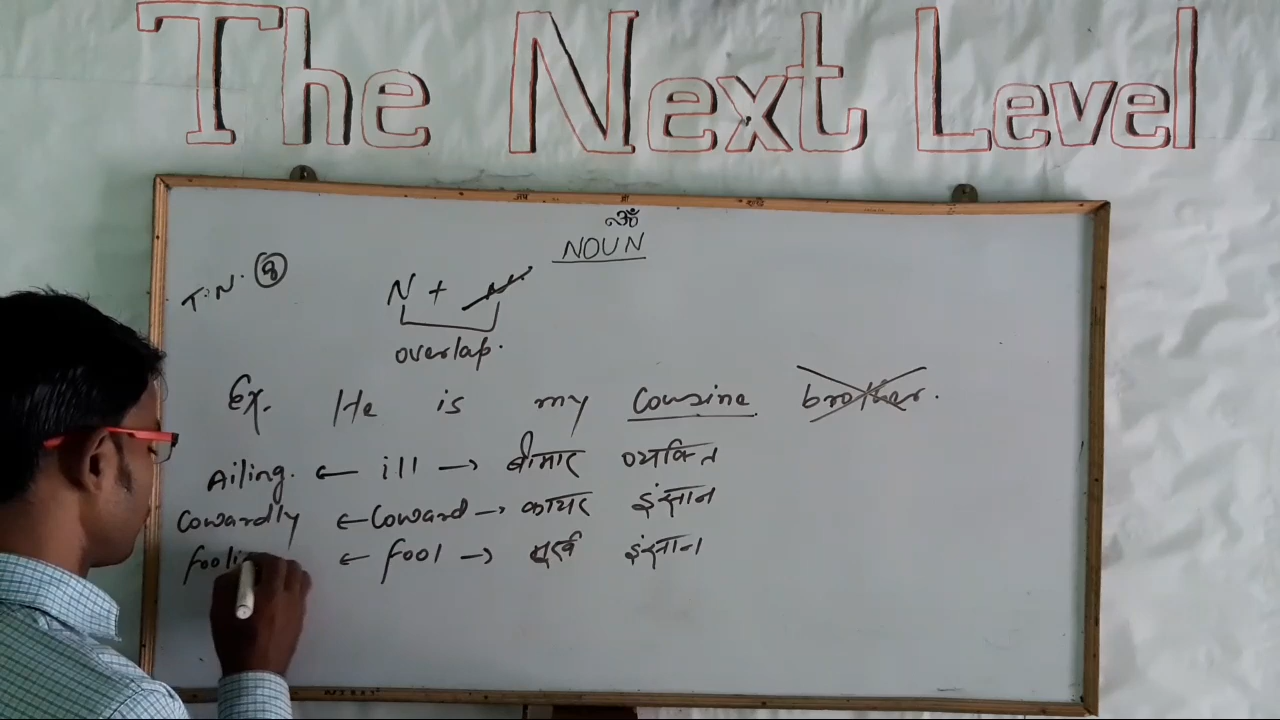 The Next Level
ॐ
NOUN
T.N. 8
N +
overlap.
Ex. He is my Cousine brother.
Ailing. ← ill → बीमार व्यक्ति
Cowardly ← Coward → कायर इंसान
fooli ← fool → मूर्ख इंसान